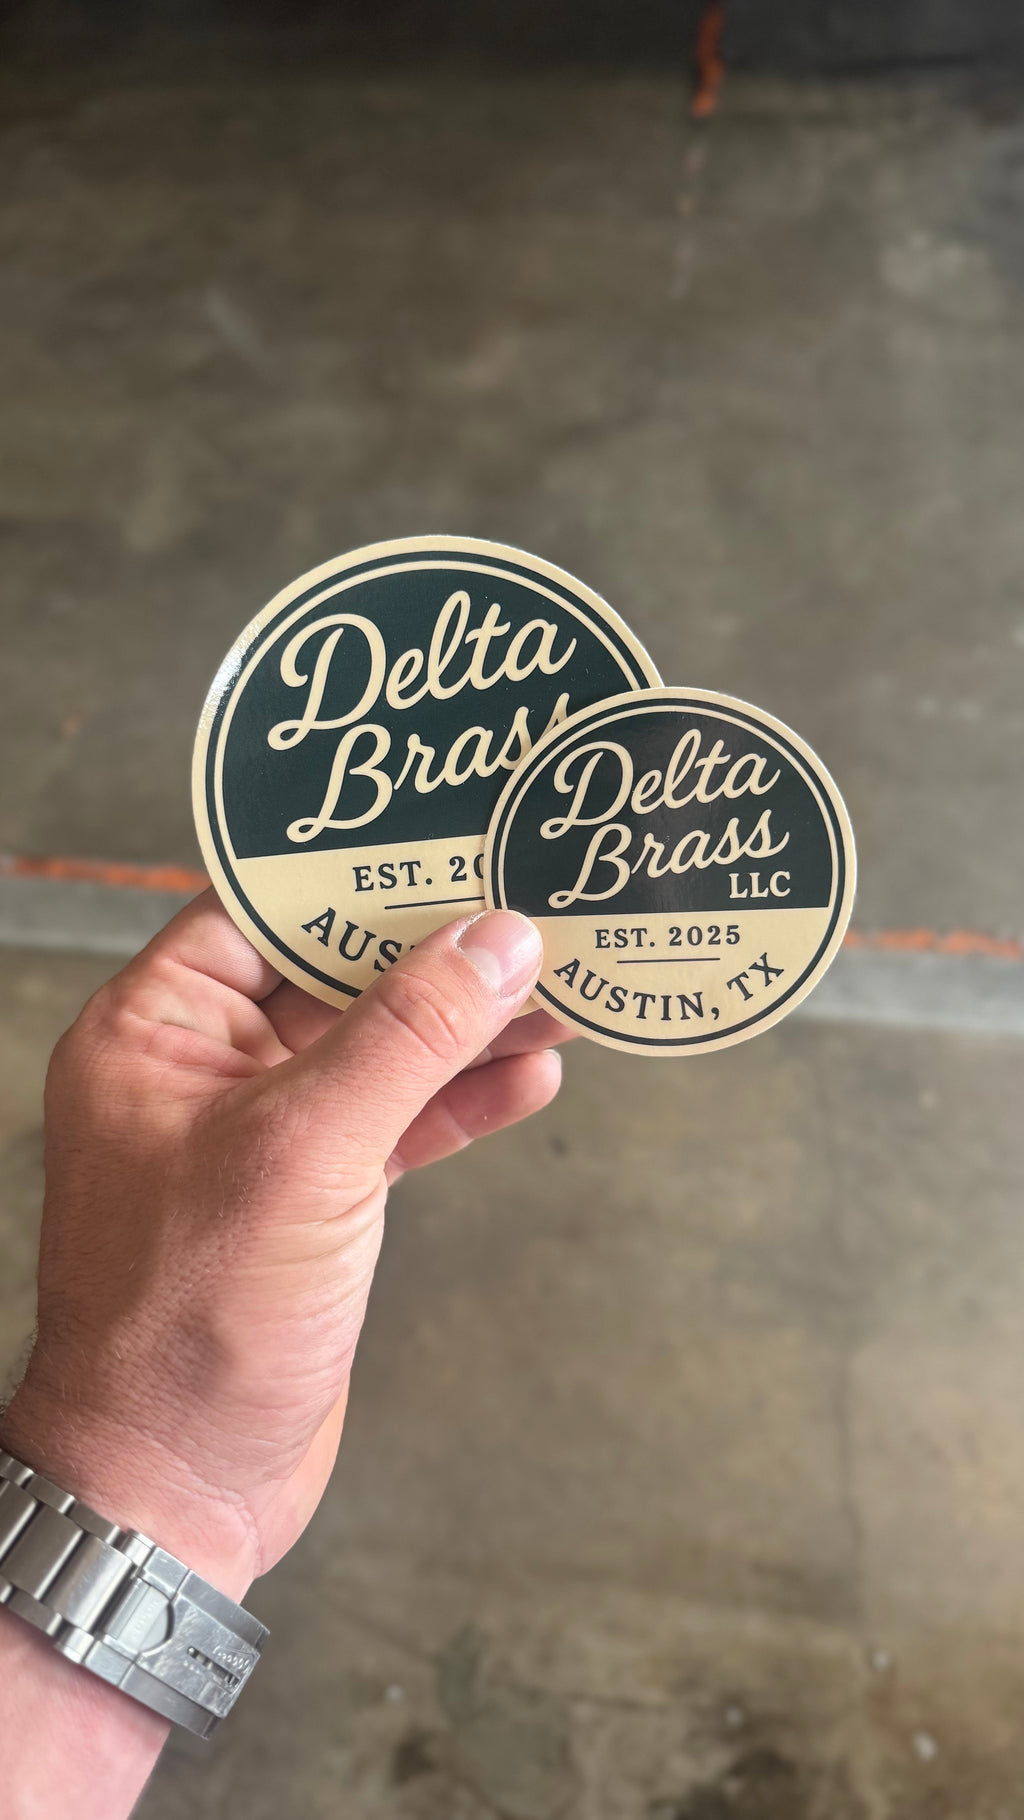 Delta
Brass
EST. 20
AUS
Delta
Brass
LLC
EST. 2025
AUSTIN, TX